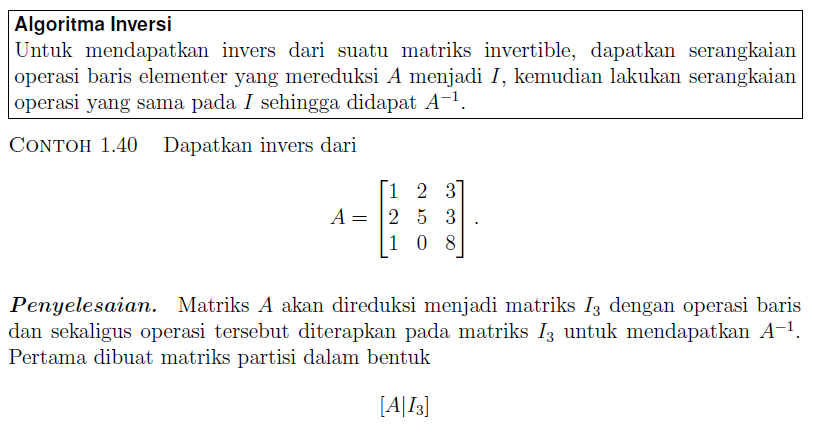 Algoritma Inversi
Untuk mendapatkan invers dari suatu matriks invertible, dapatkan serangkaian
operasi baris elementer yang mereduksi A menjadi I, kemudian lakukan serangkaian
operasi yang sama pada I sehingga didapat A⁻¹.
CONTOH 1.40 Dapatkan invers dari
1 2 3
A = 2 5 3 .
1 0 8
Penyelesaian. Matriks A akan direduksi menjadi matriks I₃ dengan operasi baris
dan sekaligus operasi tersebut diterapkan pada matriks I₃ untuk mendapatkan A⁻¹.
Pertama dibuat matriks partisi dalam bentuk
[A|I₃]